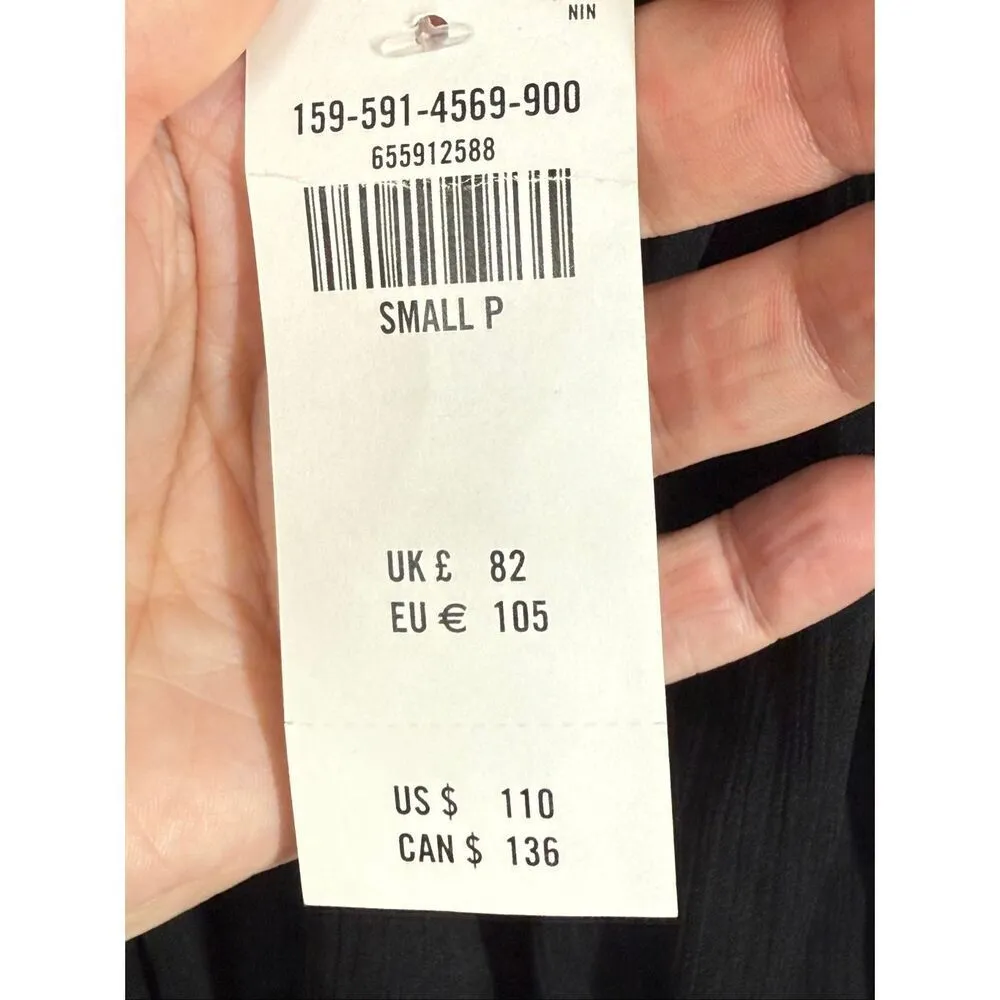 NIN
159-591-4569-900
655912588
SMALL P
UK £ 82
EU € 105
US $ 110
CAN $ 136